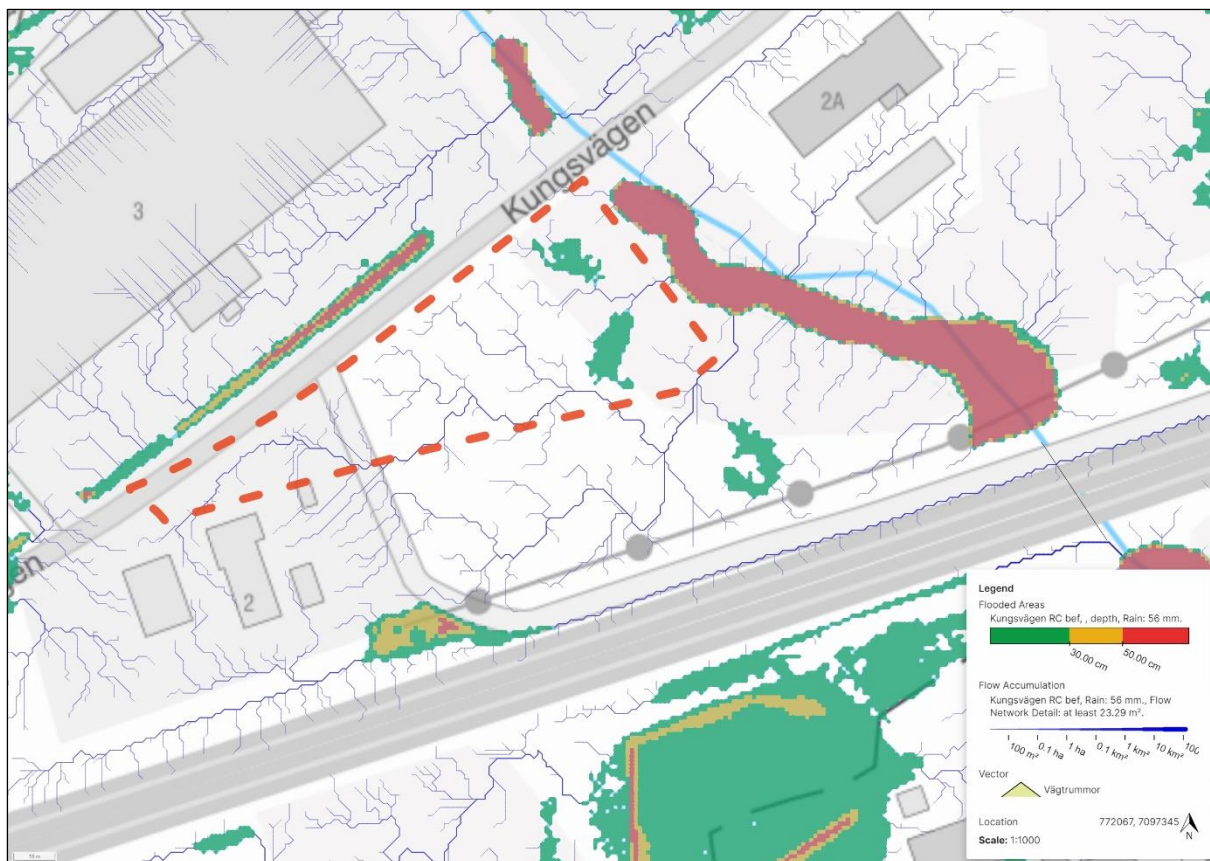 3
Kungsvägen
2A
2
gen
Legend
Flooded Areas
Kungsvägen RC bef, , depth, Rain: 56 mm.
30.00 cm
50.00 cm
Flow Accumulation
Kungsvägen RC bef, Rain: 56 mm., Flow
Network Detail: at least 23.29 m².
100 m²
0.1 ha
1 ha
0.1 km²
1 km²
10 km²
100
Vector
Vägtrummor
Location 772067, 7097345
N
Scale: 1:1000
10 m